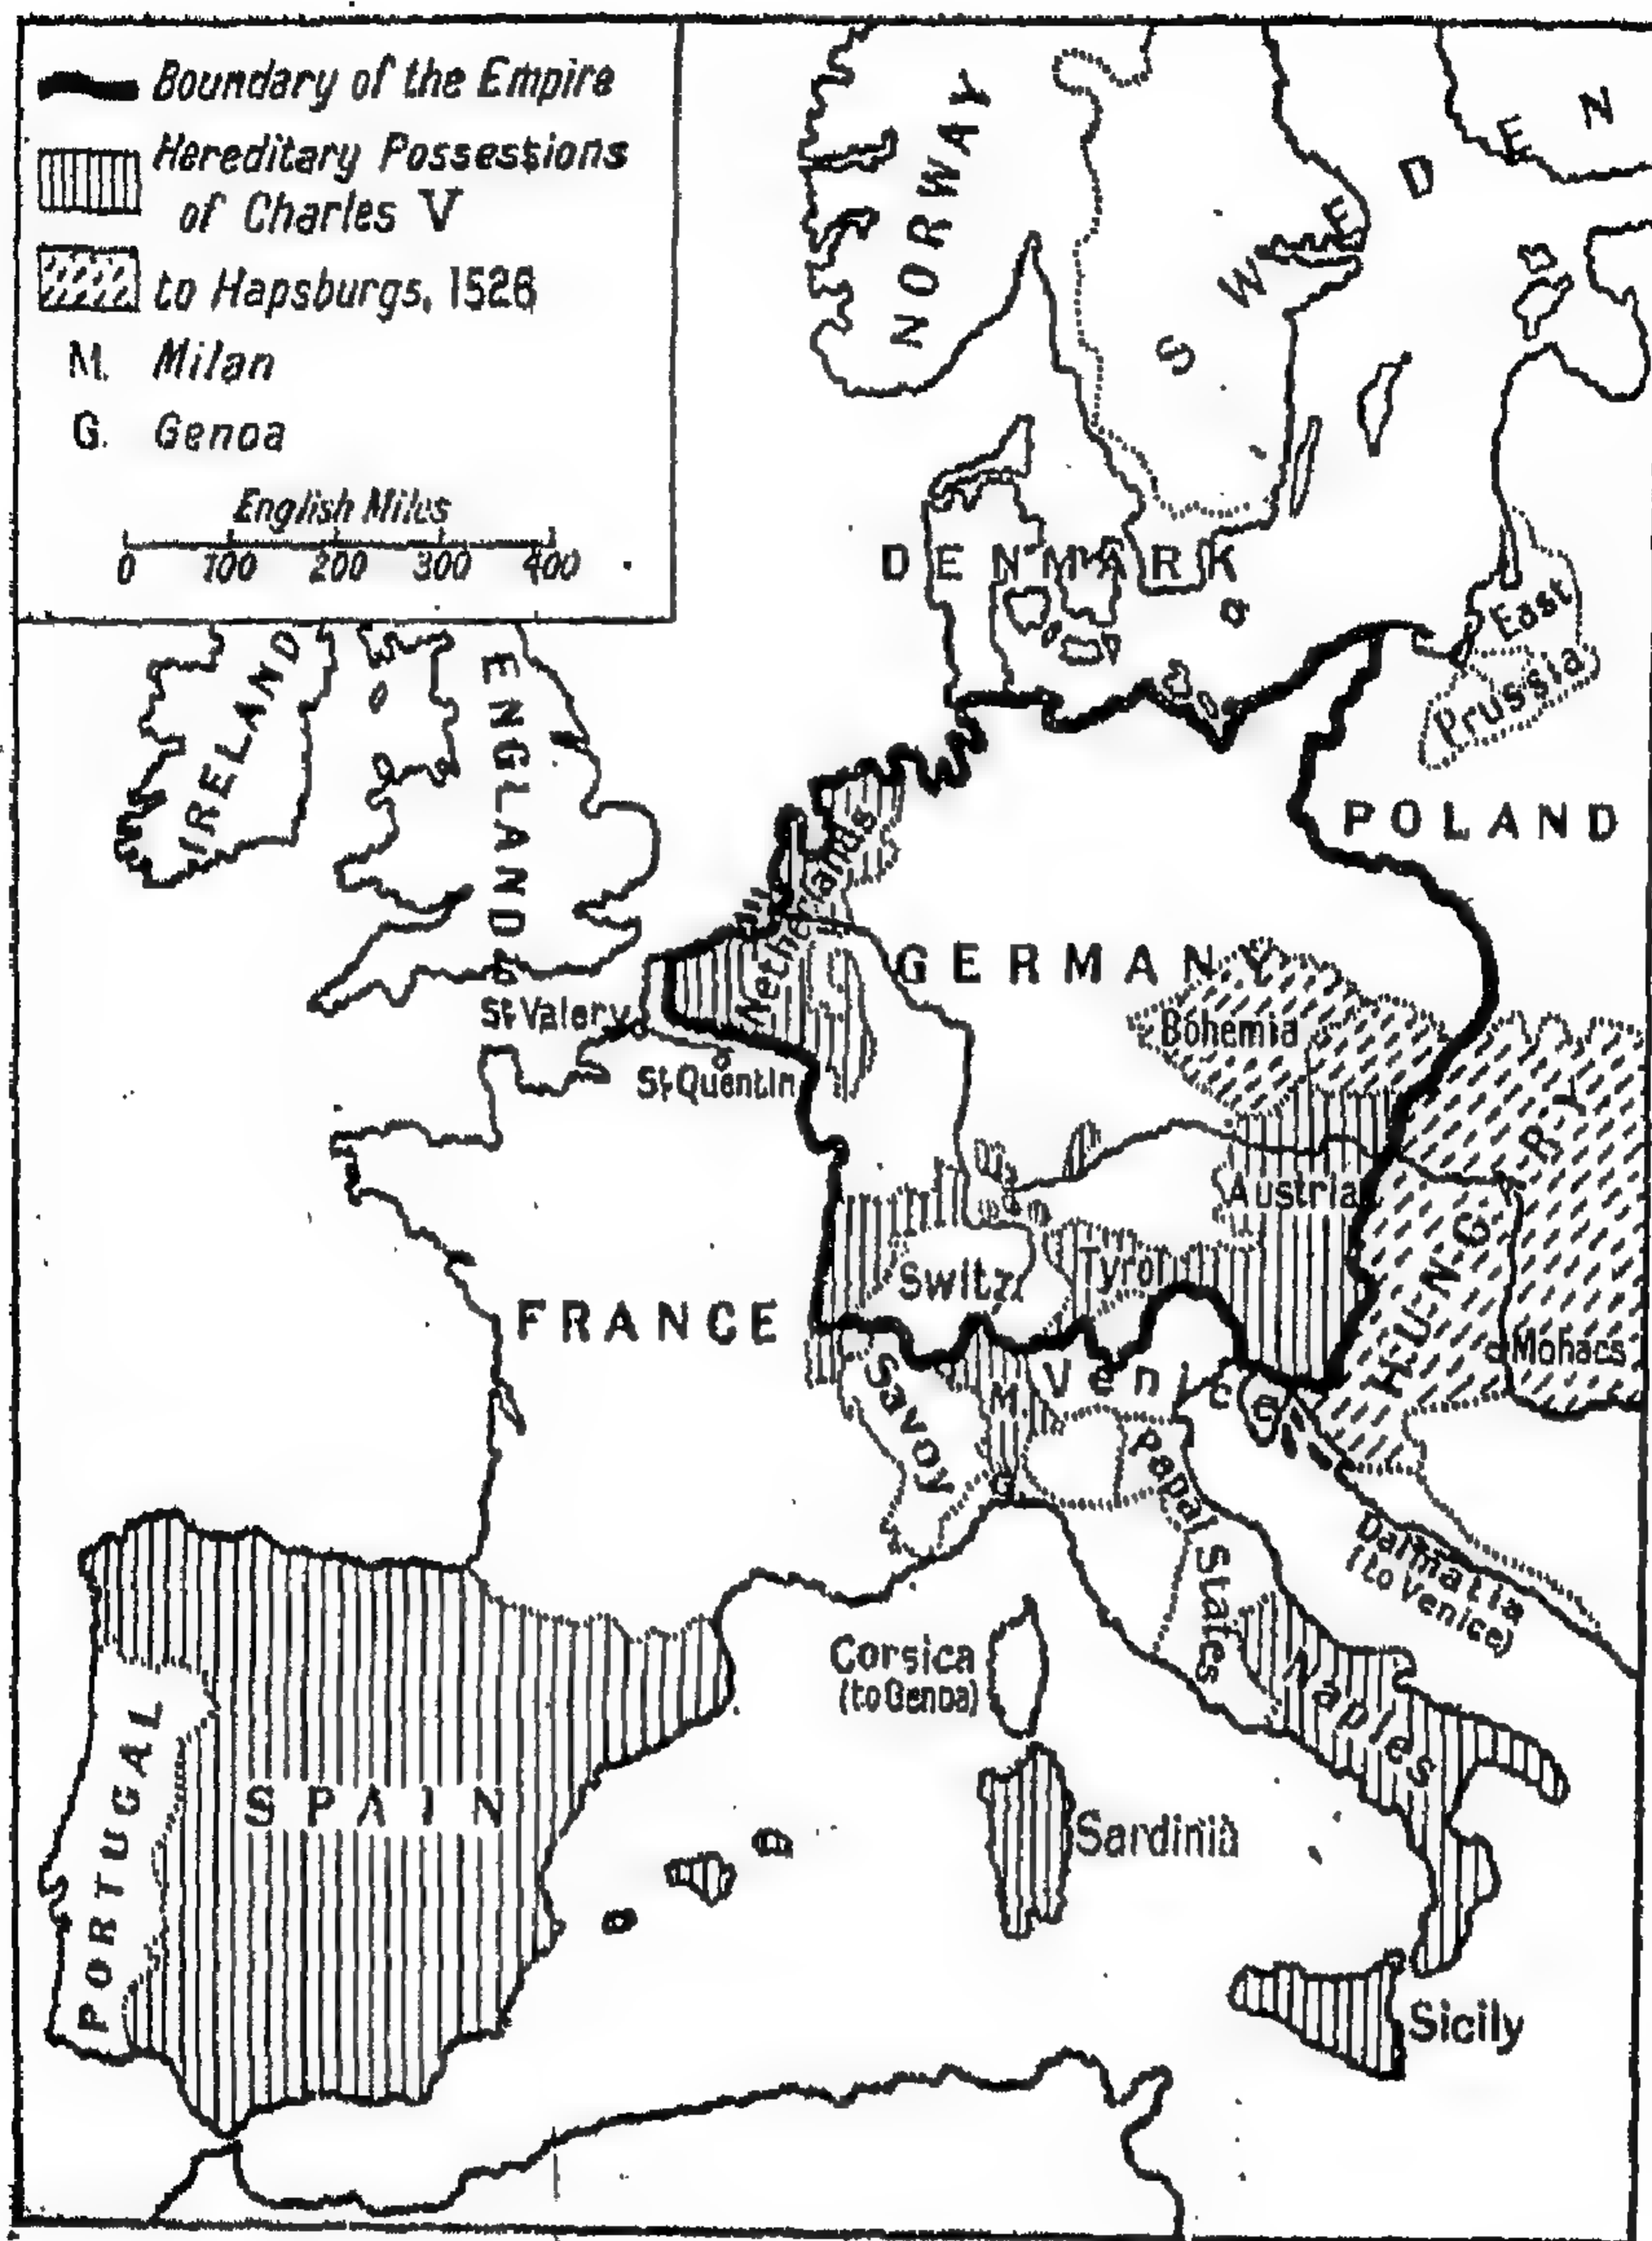 Boundary of the Empire
Hereditary Possessions
of Charles V
to Hapsburgs, 1526
M. Milan
G. Genoa
English Miles
0 100 200 300 400
NORWAY
SWEDEN
DENMARK
East
Prussia
IRELAND
ENGLAND
POLAND
Netherlands
GERMANY
St Valery
St Quentin
Bohemia
Austria
HUNGARY
Switz.
Tyrol
FRANCE
Mohacs
Savoy
M.
Venice
G.
Papal States
Dalmatia
(to Venice)
Corsica
(to Genoa)
Naples
PORTUGAL
SPAIN
Sardinia
Sicily